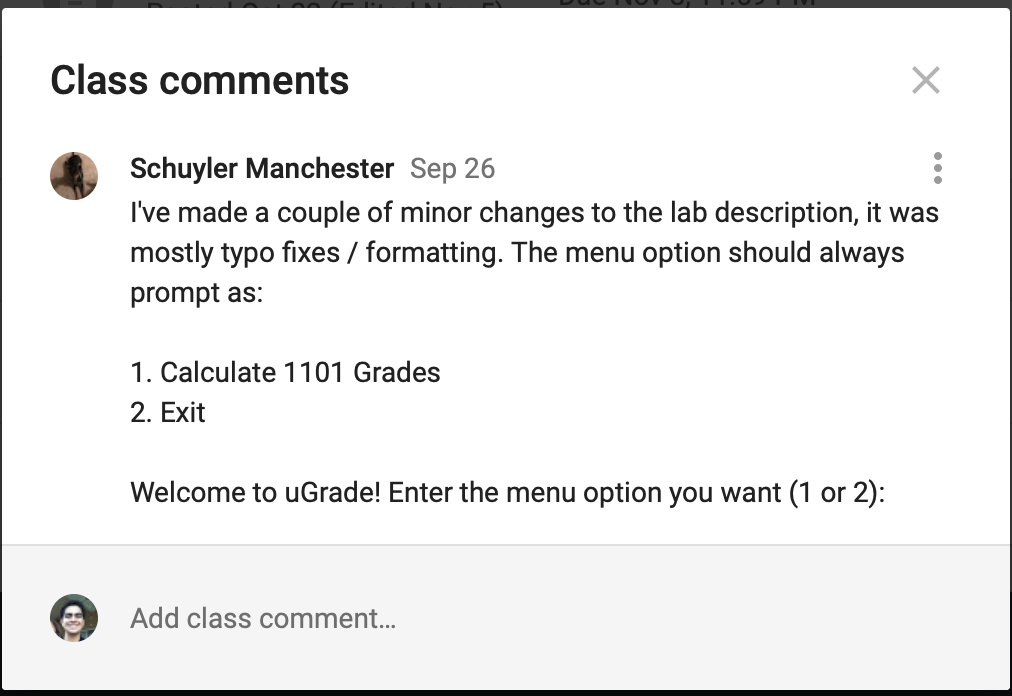 Class comments
Schuyler Manchester Sep 26
I've made a couple of minor changes to the lab description, it was
mostly typo fixes / formatting. The menu option should always
prompt as:
1. Calculate 1101 Grades
2. Exit
Welcome to uGrade! Enter the menu option you want (1 or 2):
Add class comment...